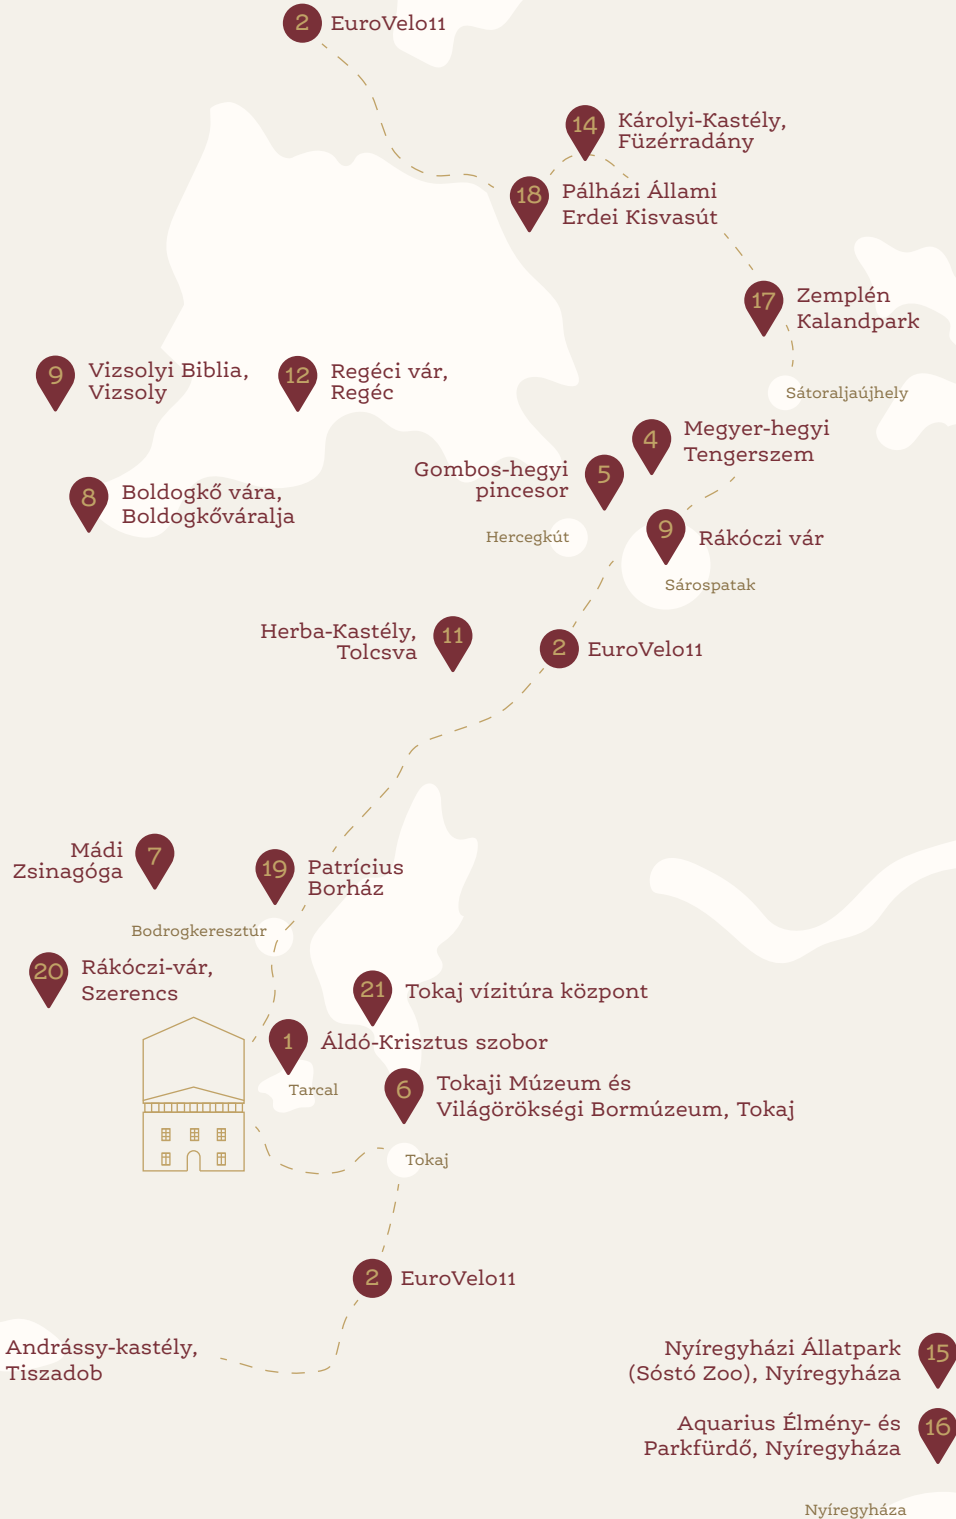 2 EuroVelo11
14 Károlyi-Kastély,
Füzérradány
18 Pálházi Állami
Erdei Kisvasút
17 Zemplén
Kalandpark
Sátoraljaújhely
9 Vizsolyi Biblia,
Vizsoly
12 Regéci vár,
Regéc
4 Megyer-hegyi
Tengerszem
Gombos-hegyi 5
pincesor
8 Boldogkő vára,
Boldogkőváralja
Hercegkút
9 Rákóczi vár
Sárospatak
Herba-Kastély, 11
Tolcsva
2 EuroVelo11
Mádi 7
Zsinagóga
19 Patrícius
Borház
Bodrogkeresztúr
20 Rákóczi-vár,
Szerencs
21 Tokaj vízitúra központ
1 Áldó-Krisztus szobor
Tarcal
6 Tokaji Múzeum és
Világörökségi Bormúzeum, Tokaj
Tokaj
2 EuroVelo11
Andrássy-kastély,
Tiszadob
Nyíregyházi Állatpark 15
(Sóstó Zoo), Nyíregyháza
Aquarius Élmény- és 16
Parkfürdő, Nyíregyháza
Nyíregyháza